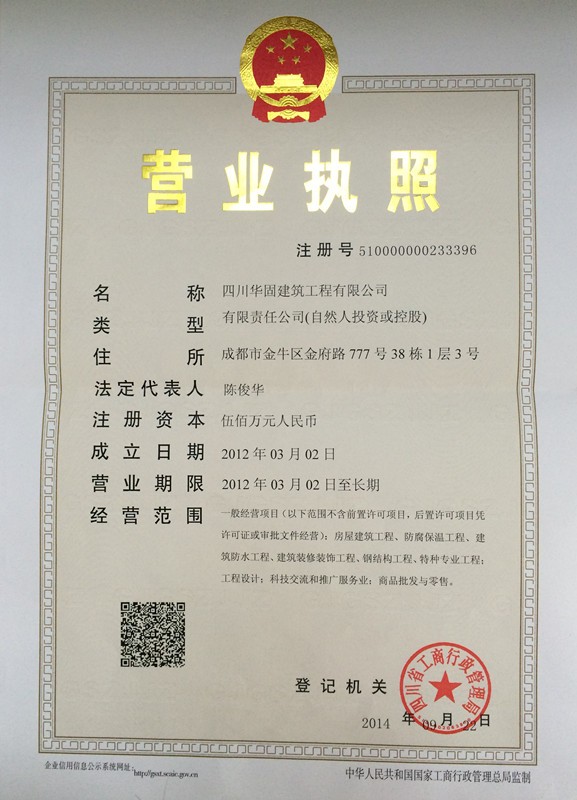 营业执照
注册号 510000000233396
名称 四川华固建筑工程有限公司
类型 有限责任公司(自然人投资或控股)
住所 成都市金牛区金府路 777 号 38 栋 1 层 3 号
法定代表人 陈俊华
注册资本 伍佰万元人民币
成立日期 2012 年 03 月 02 日
营业期限 2012 年 03 月 02 日至长期
经营范围 一般经营项目(以下范围不含前置许可项目,后置许可项目凭
许可证或审批文件经营):房屋建筑工程、防腐保温工程、建
筑防水工程、建筑装修装饰工程、钢结构工程、特种专业工程;
工程设计;科技交流和推广服务业;商品批发与零售。
四川省工商行政管理局
登记机关
2014 年 09 月 22 日
企业信用信息公示系统网址: http://gsxt.scaic.gov.cn
中华人民共和国国家工商行政管理总局监制